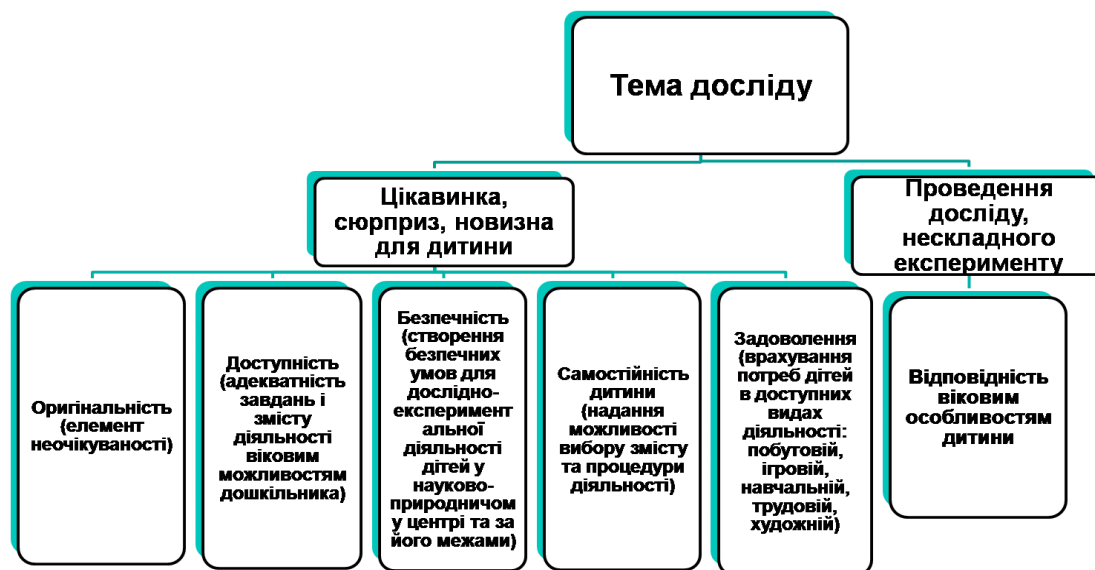 Тема досліду
Цікавинка,
сюрприз, новизна
для дитини
Проведення
досліду,
нескладного
експерименту
Оригінальність
(елемент
неочікуваності)
Доступність
(адекватність
завдань і
змісту
діяльності
віковим
можливостям
дошкільника)
Безпечність
(створення
безпечних
умов для
дослідно-
експеримент
альної
діяльності
дітей у
науково-
природничом
у центрі та за
його межами)
Самостійність
дитини
(надання
можливості
вибору змісту
та процедури
діяльності)
Задоволення
(врахування
потреб дітей
в доступних
видах
діяльності:
побутовій,
ігровій,
навчальній,
трудовій,
художній)
Відповідність
віковим
особливостям
дитини